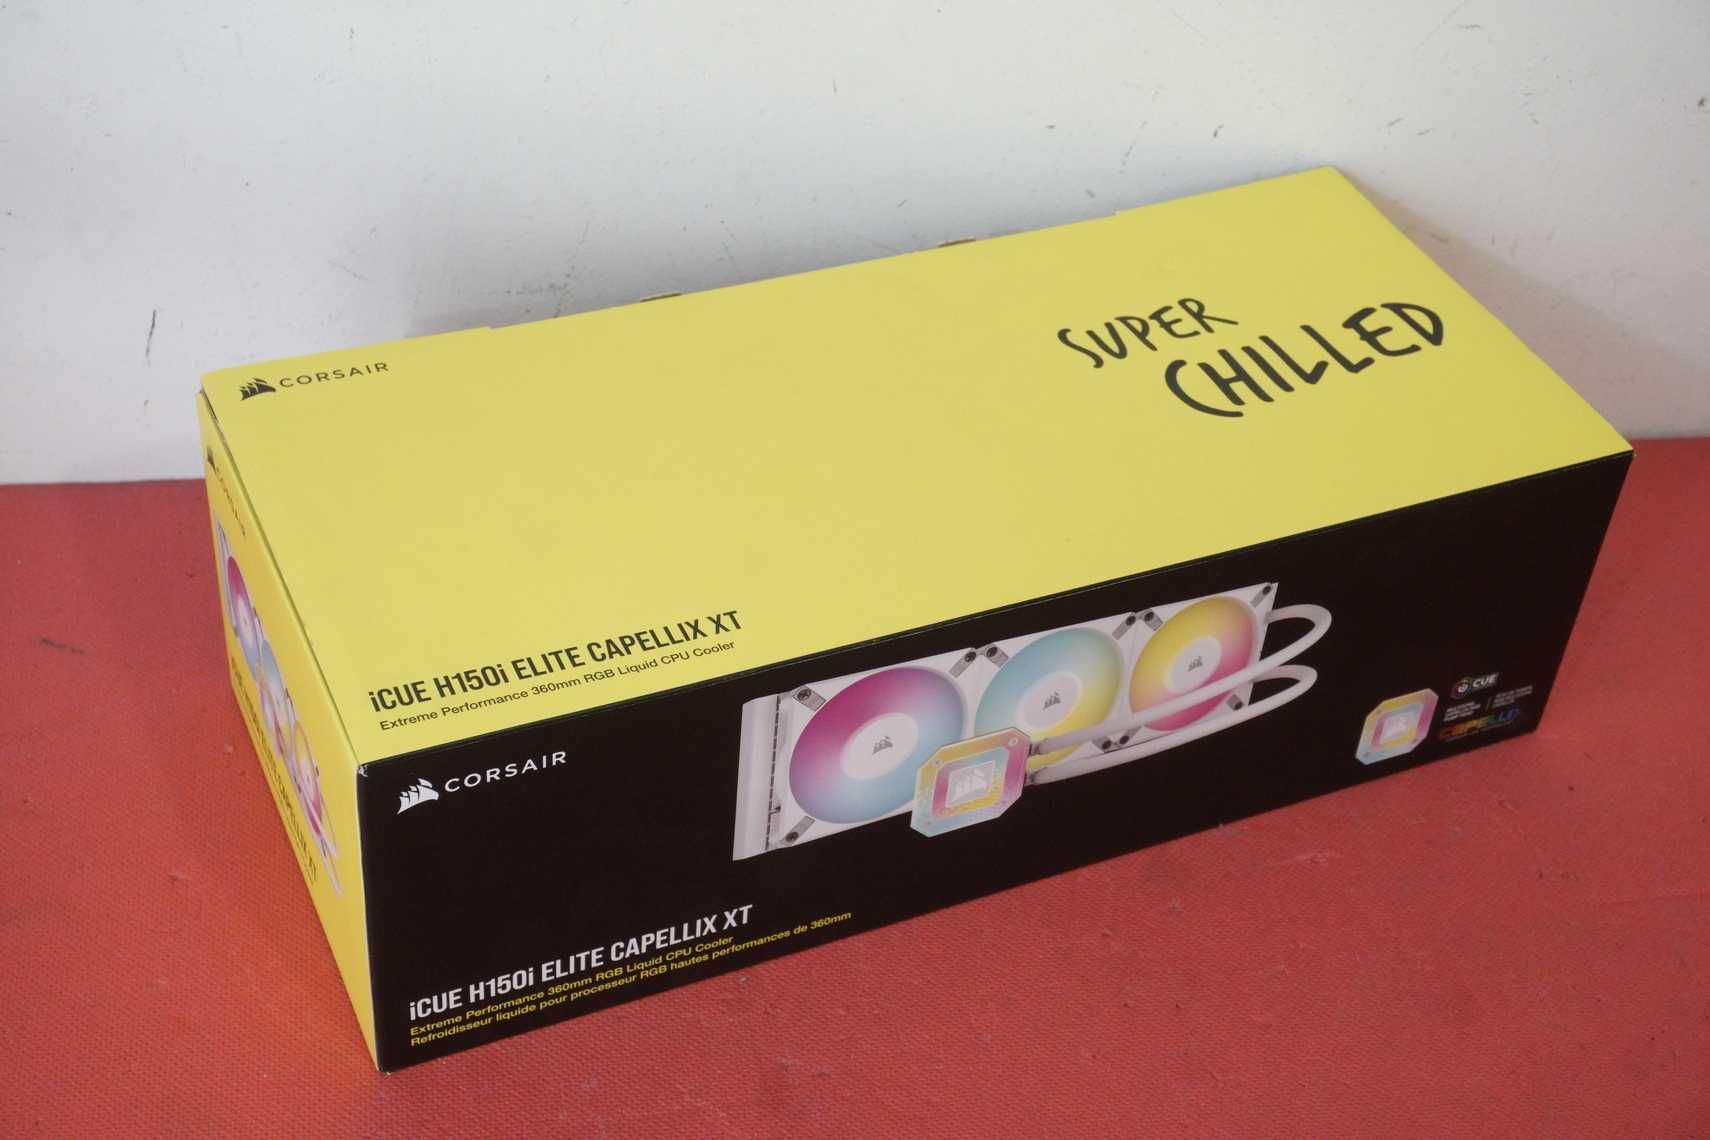 CORSAIR
SUPER
CHILLED
iCUE H150i ELITE CAPELLIX XT
Extreme Performance 360mm RGB Liquid CPU Cooler
CORSAIR
iCUE H150i ELITE CAPELLIX XT
Extreme Performance 360mm RGB Liquid CPU Cooler
Refroidisseur liquide pour processeur RGB hautes performances de 360mm
CORSAIR
iCUE
CAPELLIX